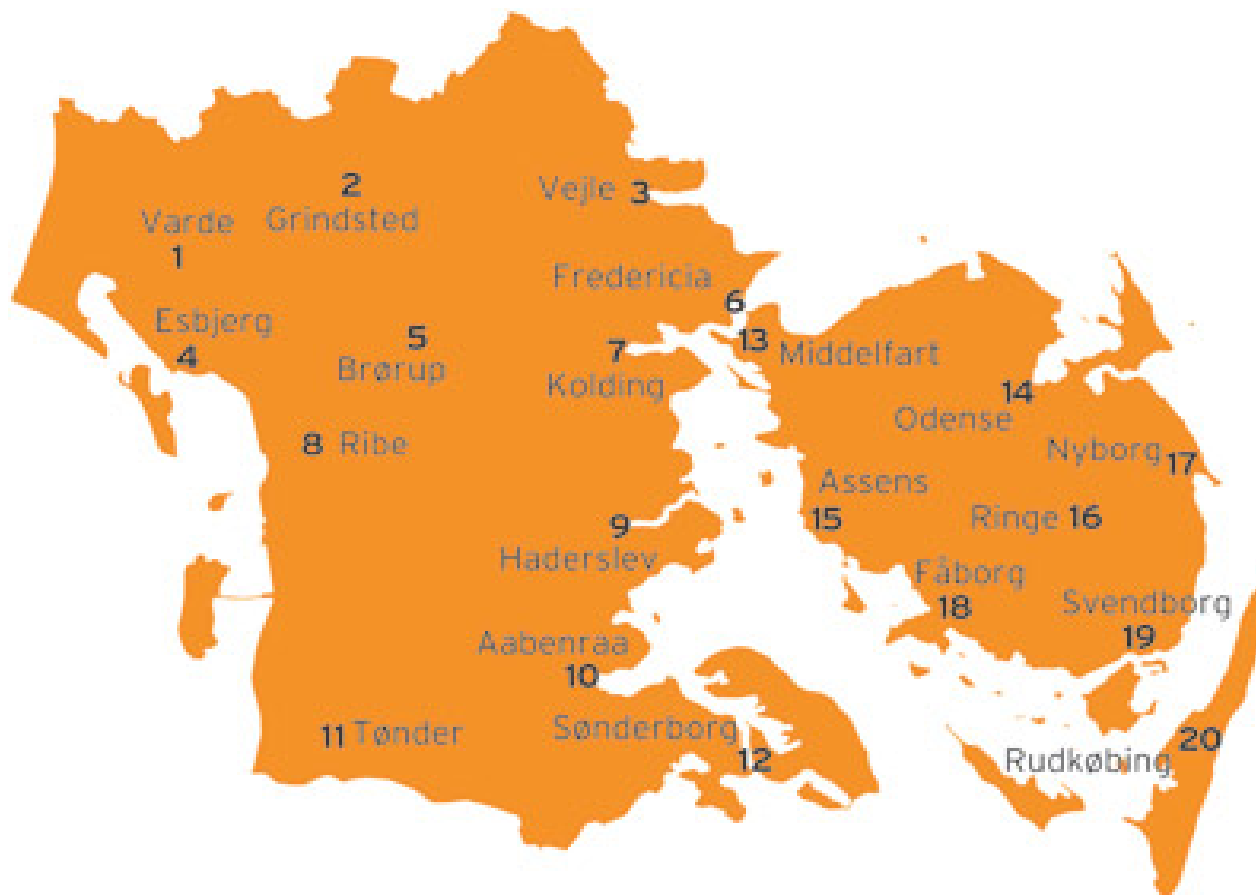 2
Grindsted
Vejle 3
Varde
1
Fredericia
6
Esbjerg
4
5
Brørup
7
Kolding
13
Middelfart
14
Odense
8 Ribe
Nyborg 17
Assens
15
Ringe 16
9
Haderslev
Fåborg
18
Svendborg
19
Aabenraa
10
11 Tønder
Sønderborg
12
20
Rudkøbing